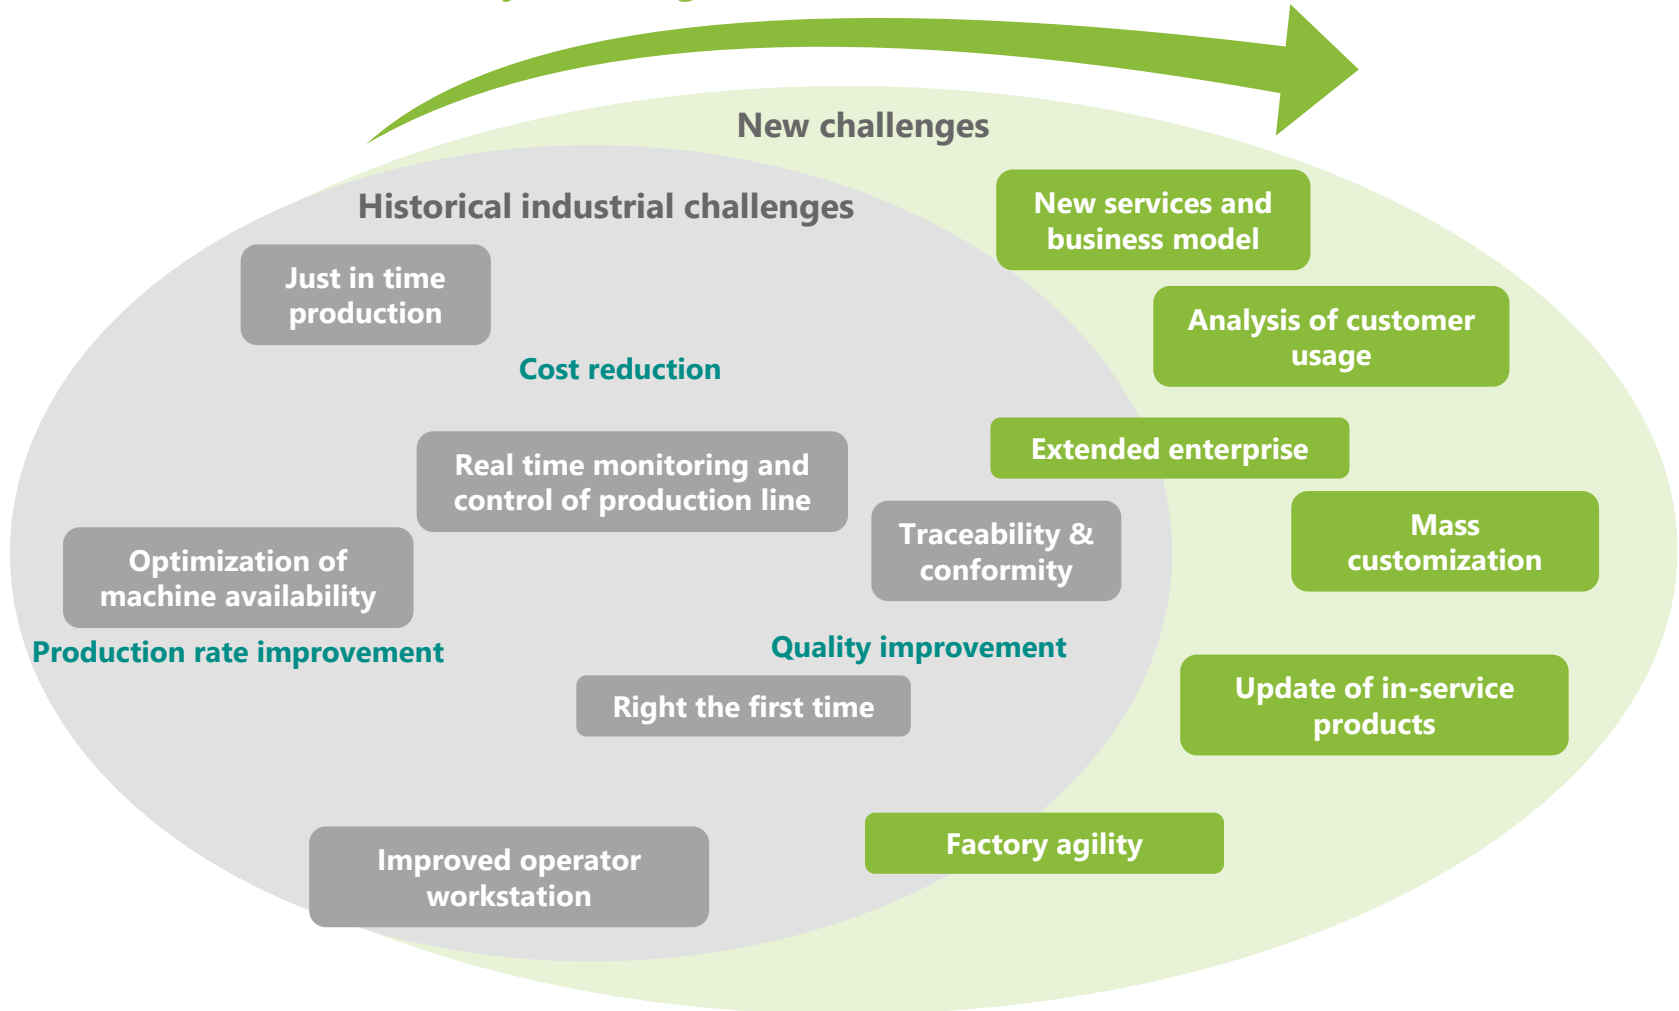 New challenges
Historical industrial challenges
New services and
business model
Just in time
production
Analysis of customer
usage
Cost reduction
Extended enterprise
Real time monitoring and
control of production line
Traceability &
conformity
Mass
customization
Optimization of
machine availability
Production rate improvement
Quality improvement
Right the first time
Update of in-service
products
Factory agility
Improved operator
workstation